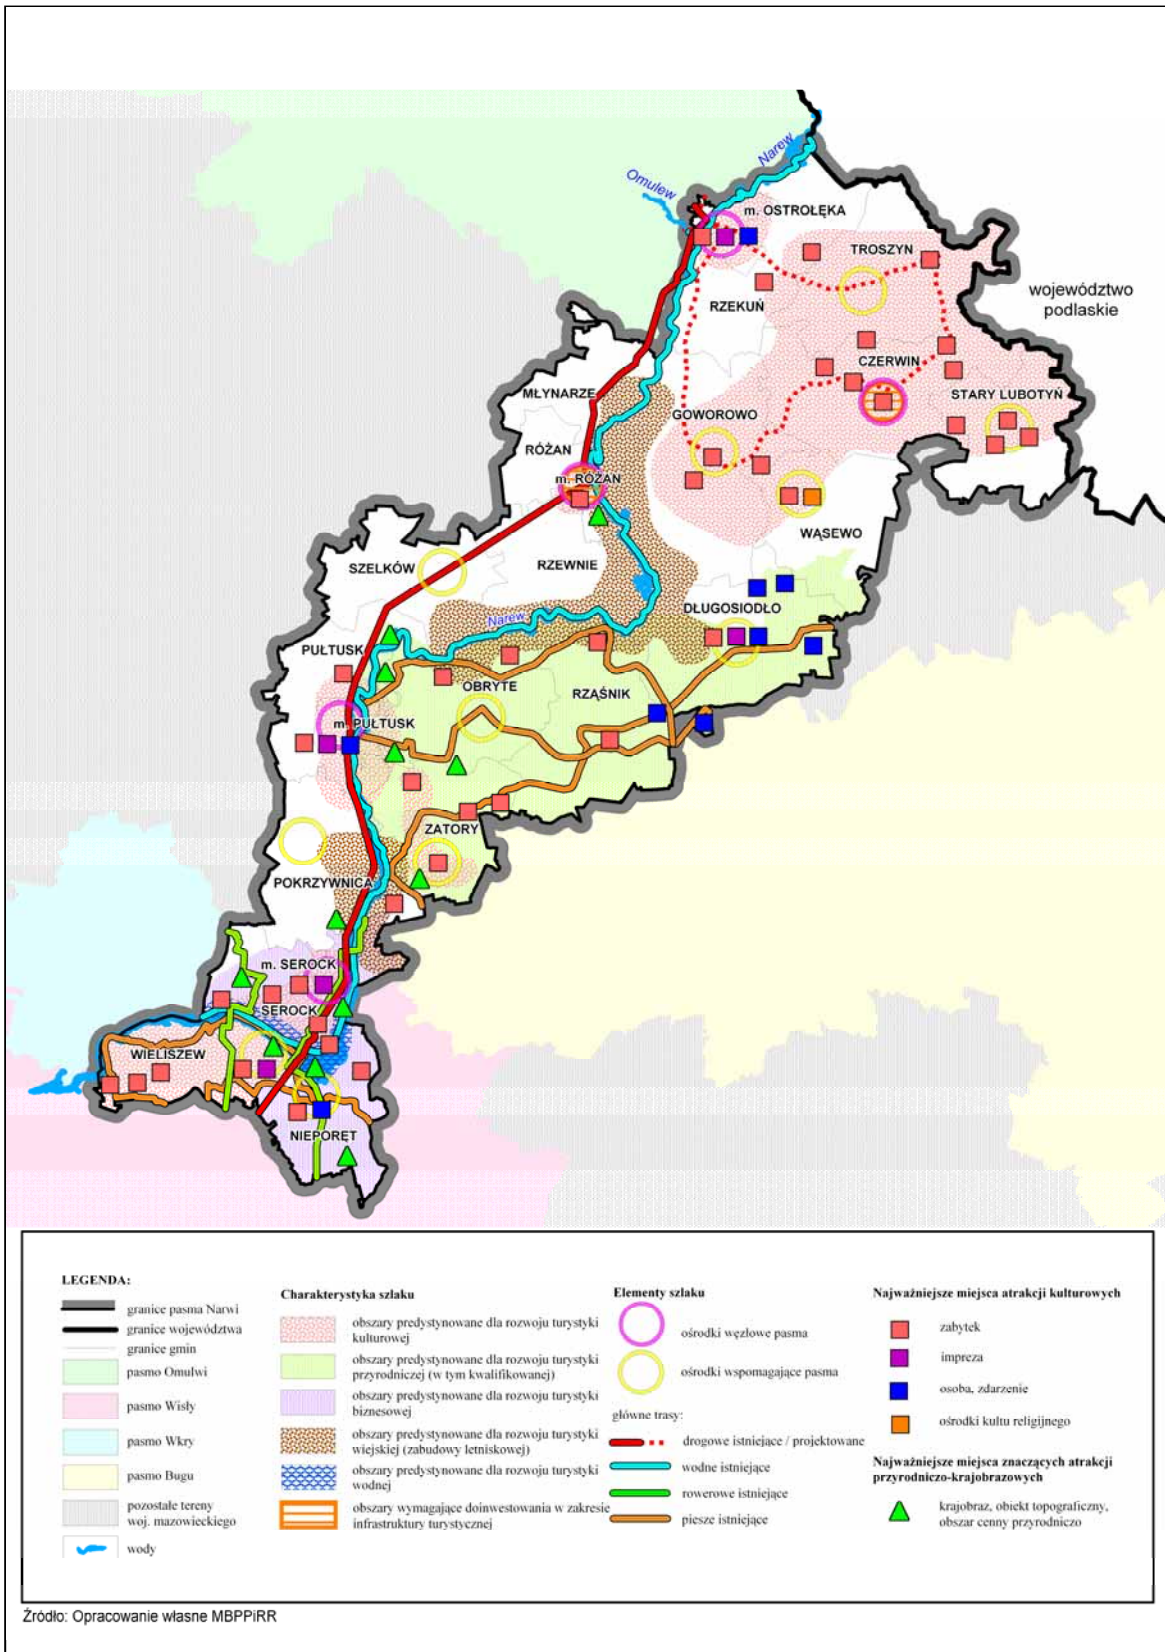 Narew
Omulew
m. OSTROŁĘKA
TROSZYN
województwo
podlaskie
RZEKUŃ
CZERWIN
MŁYNARZE
STARY LUBOTYŃ
GOWOROWO
RÓŻAN
m. RÓŻAN
WĄSEWO
SZELKÓW
RZEWNIE
DŁUGOSIODŁO
Narew
PUŁTUSK
OBRYTE
RZĄŚNIK
m. PUŁTUSK
ZATORY
POKRZYWNICA
m. SEROCK
SEROCK
WIELISZEW
NIEPORĘT
LEGENDA:
granice pasma Narwi
granice województwa
granice gmin
pasmo Omulwi
pasmo Wisły
pasmo Wkry
pasmo Bugu
pozostałe tereny
woj. mazowieckiego
wody
Charakterystyka szlaku
obszary predystynowane dla rozwoju turystyki
kulturowej
obszary predystynowane dla rozwoju turystyki
przyrodniczej (w tym kwalifikowanej)
obszary predystynowane dla rozwoju turystyki
biznesowej
obszary predystynowane dla rozwoju turystyki
wiejskiej (zabudowy letniskowej)
obszary predystynowane dla rozwoju turystyki
wodnej
obszary wymagające doinwestowania w zakresie
infrastruktury turystycznej
Elementy szlaku
ośrodki węzłowe pasma
ośrodki wspomagające pasma
główne trasy:
drogowe istniejące / projektowane
wodne istniejące
rowerowe istniejące
piesze istniejące
Najważniejsze miejsca atrakcji kulturowych
zabytek
impreza
osoba, zdarzenie
ośrodki kultu religijnego
Najważniejsze miejsca znaczących atrakcji
przyrodniczo-krajobrazowych
krajobraz, obiekt topograficzny,
obszar cenny przyrodniczo
Źródło: Opracowanie własne MBPPiRR